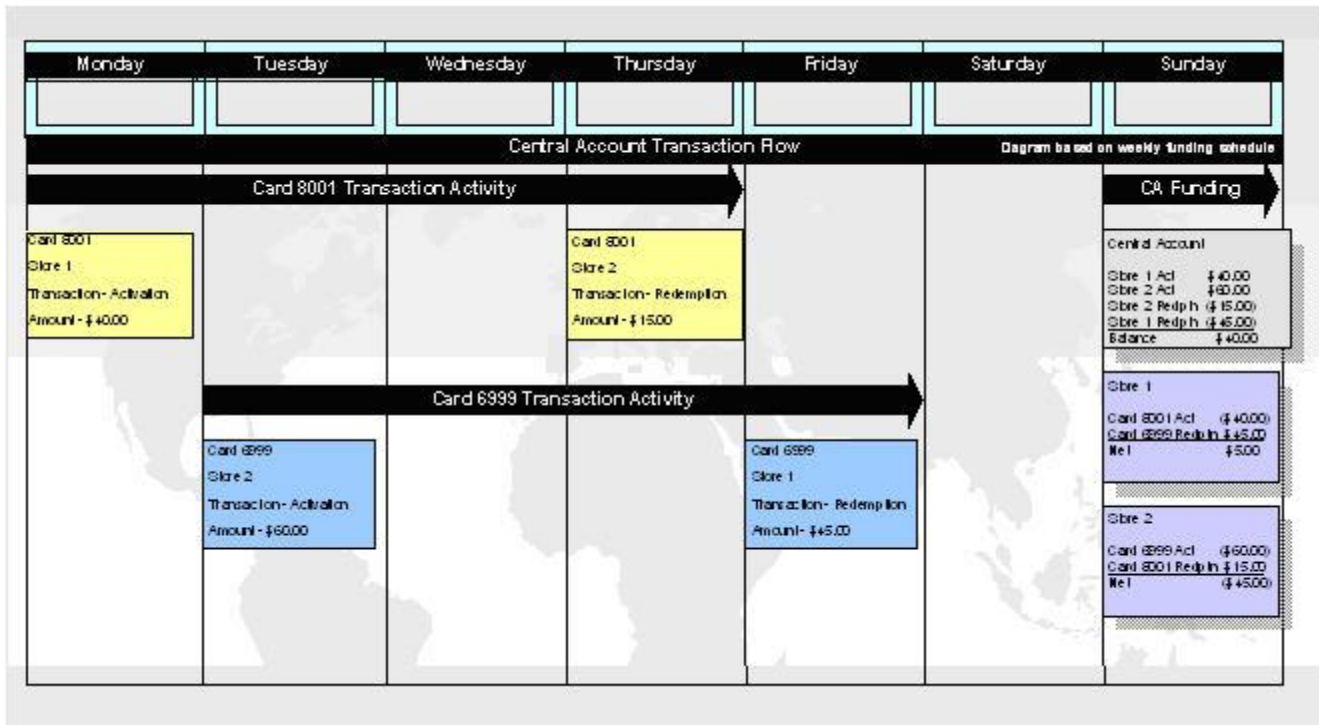 Monday Tuesday Wednesday Thursday Friday Saturday Sunday
Central Account Transaction Flow
Diagram based on weekly funding schedule
Card 8001 Transaction Activity
CA Funding
Card 8001
Store 1
Transaction - Activation
Amount - $40.00
Card 8001
Store 2
Transaction - Redemption
Amount - $15.00
Central Account
Store 1 Act $40.00
Store 2 Act $60.00
Store 2 Redptn ($15.00)
Store 1 Redptn ($45.00)
Balance $40.00
Card 6999 Transaction Activity
Store 1
Card 8001 Act ($40.00)
Card 6999 Redptn $45.00
Net $5.00
Card 6999
Store 2
Transaction - Activation
Amount - $60.00
Card 6999
Store 1
Transaction - Redemption
Amount - $45.00
Store 2
Card 6999 Act ($60.00)
Card 8001 Redptn $15.00
Net ($45.00)